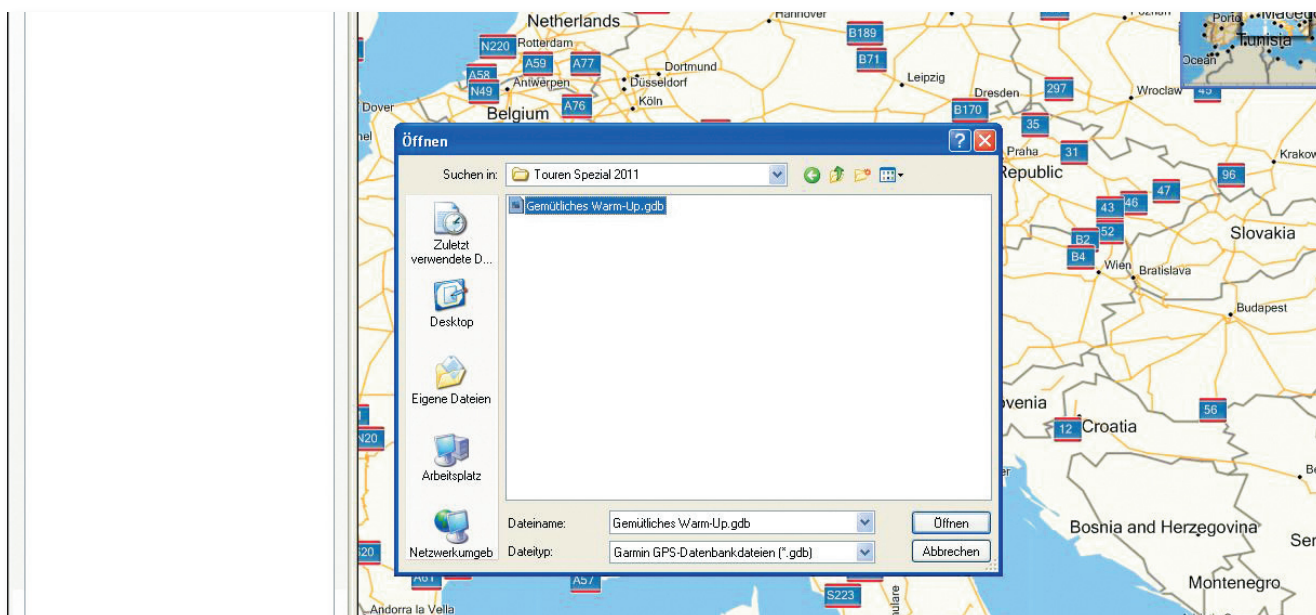 Netherlands
Hannover
Porto
N220
Rotterdam
B189
Tunisia
A59
A77
B71
Ocean
A58
Antwerpen
Dortmund
Düsseldorf
Leipzig
N49
Dresden
297
Wroclaw
45
Dover
Belgium
A76
Köln
B170
35
Öffnen
Praha
31
Krakow
Suchen in:
Touren Spezial 2011
Republic
96
47
Gemütliches Warm-Up.gdb
43
46
Zuletzt
verwendete D...
B2
52
Slovakia
B4
Wien
Bratislava
Desktop
Budapest
Eigene Dateien
venia
56
N20
12
Croatia
Arbeitsplatz
Dateiname:
Gemütliches Warm-Up.gdb
Öffnen
Bosnia and Herzegovina
Ser
Netzwerkumgeb
Dateityp:
Garmin GPS-Datenbankdateien (*.gdb)
Abbrechen
A61
A57
Montenegro
S223
Andorra la Vella